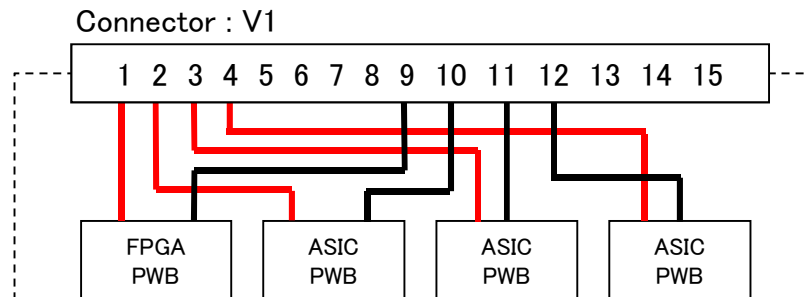 Connector : V1
1 2 3 4 5 6 7 8 9 10 11 12 13 14 15
FPGA
PWB
ASIC
PWB
ASIC
PWB
ASIC
PWB